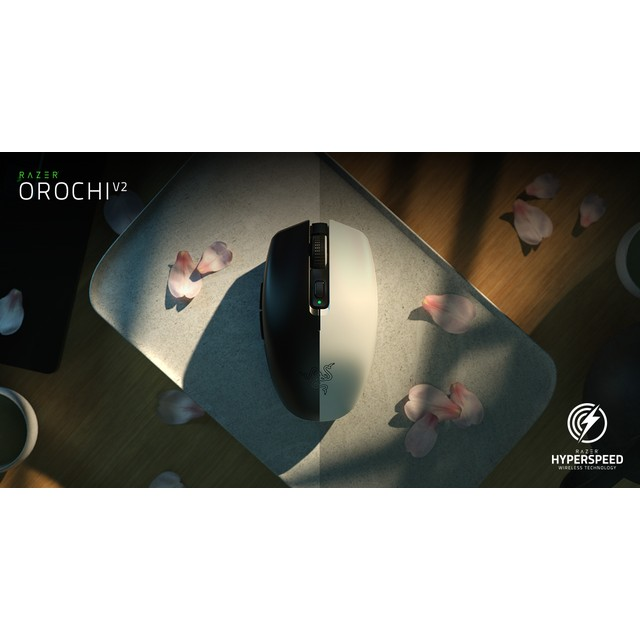 RAZER
OROCHI V2
RAZER
HYPERSPEED
WIRELESS TECHNOLOGY